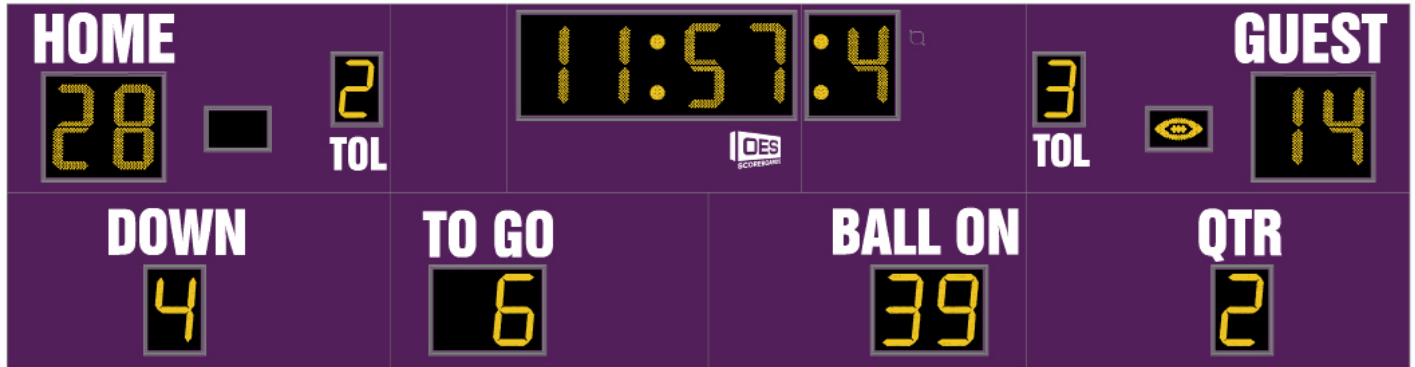 HOME 11:57:4 GUEST
28 2 3 14
TOL TOL
OES
SCOREBOARDS
DOWN TO GO BALL ON QTR
4 6 39 2